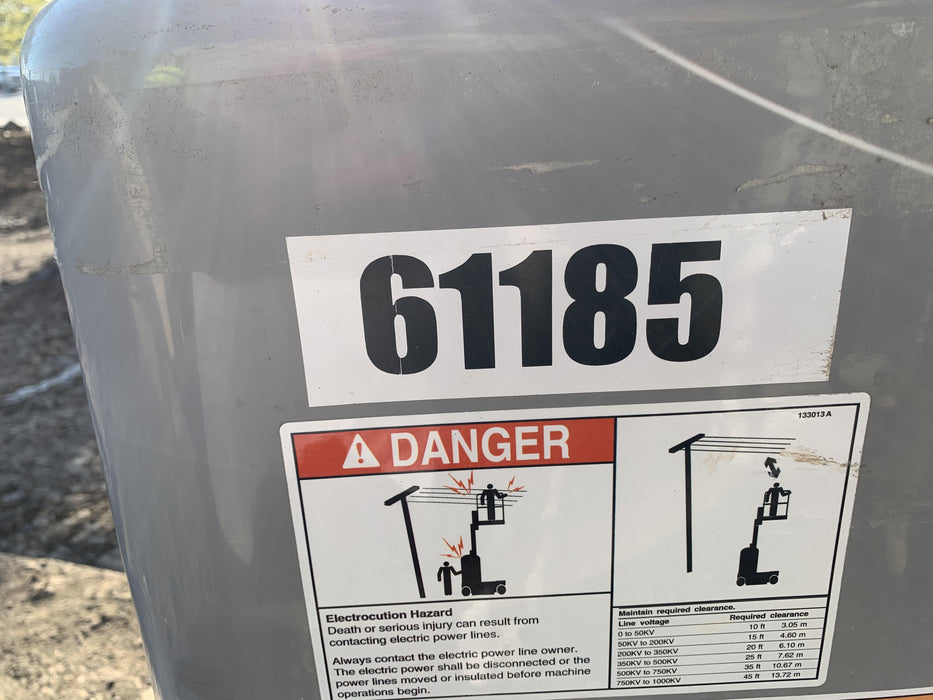 61185
133013 A
DANGER
Electrocution Hazard
Death or serious injury can result from
contacting electric power lines.
Always contact the electric power line owner.
The electric power shall be disconnected or the
power lines moved or insulated before machine
operations begin.
Maintain required clearance.
Line voltage Required clearance
0 to 50KV 10 ft 3.05 m
50KV to 200KV 15 ft 4.60 m
200KV to 350KV 20 ft 6.10 m
350KV to 500KV 25 ft 7.62 m
500KV to 750KV 35 ft 10.67 m
750KV to 1000KV 45 ft 13.72 m